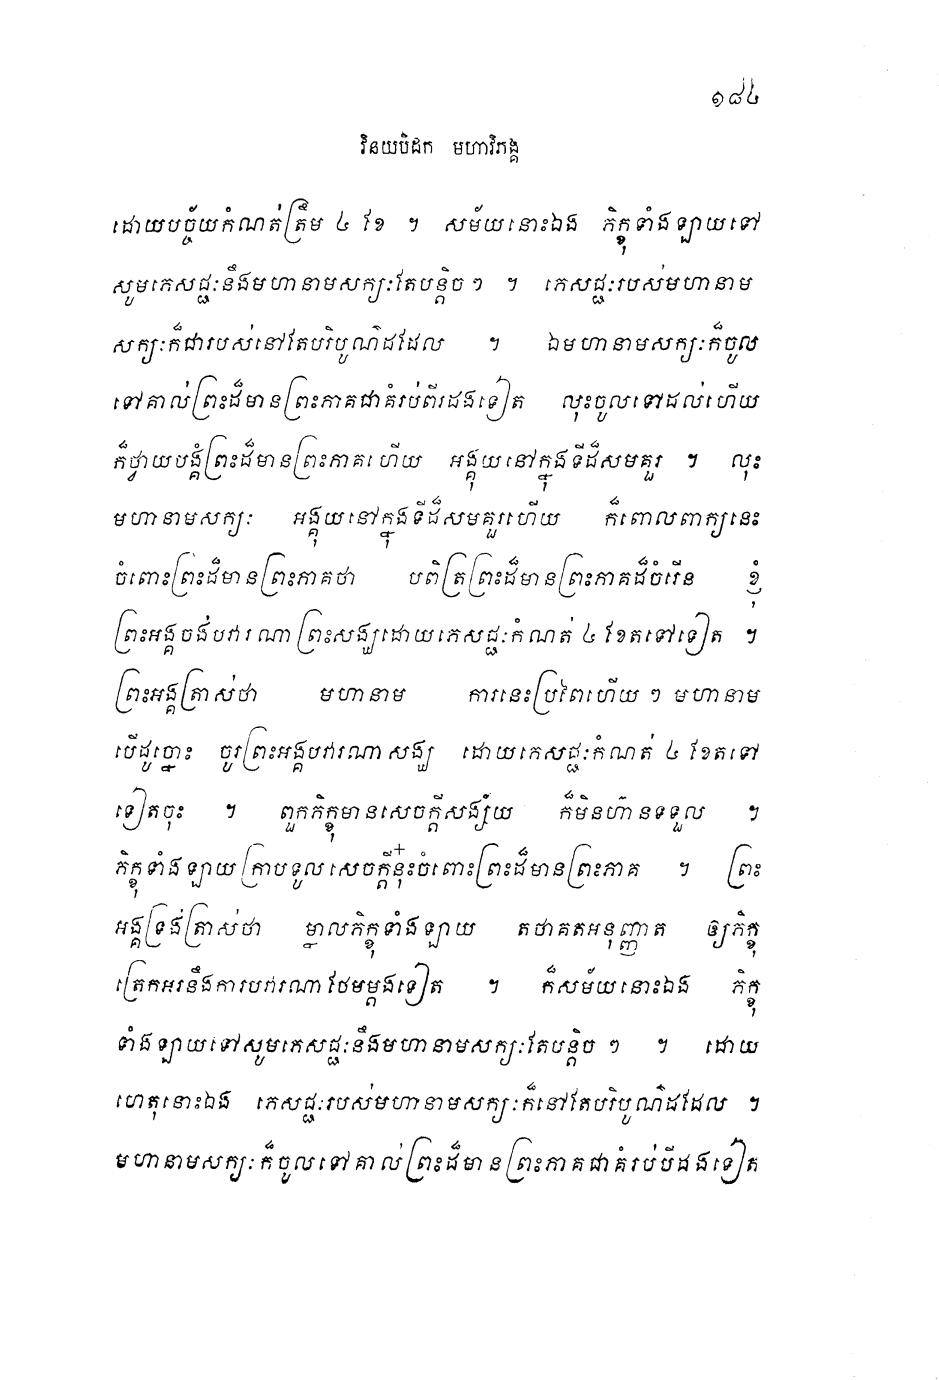 ១៨៤
វិនយបិដក មហាវិភង្គ
ដោយបច្ច័យកំណត់ត្រឹម ៤ ខែ ។ សម័យនោះឯង ភិក្ខុទាំងឡាយទៅ
សូមភេសជ្ជៈនឹងមហានាមសក្យៈតែបន្តិចៗ ។ ភេសជ្ជៈរបស់មហានាម
សក្យៈក៏ជារបស់នៅតែបរិបូណ៌ដដែល ។ ឯមហានាមសក្យៈក៏ចូល
ទៅគាល់ព្រះដ៏មានព្រះភាគជាគំរប់ពីរដងទៀត លុះចូលទៅដល់ហើយ
ក៏ថ្វាយបង្គំព្រះដ៏មានព្រះភាគហើយ អង្គុយនៅក្នុងទីដ៏សមគួរ ។ លុះ
មហានាមសក្យៈ អង្គុយនៅក្នុងទីដ៏សមគួរហើយ ក៏ពោលពាក្យនេះ
ចំពោះព្រះដ៏មានព្រះភាគថា បពិត្រព្រះដ៏មានព្រះភាគដ៏ចំរើន ខ្ញុំ
ព្រះអង្គចង់បវារណាព្រះសង្ឃដោយភេសជ្ជៈកំណត់ ៤ ខែតទៅទៀត ។
ព្រះអង្គត្រាស់ថា មហានាម ការនេះប្រពៃហើយៗ មហានាម
បើដូច្នោះ ចូរព្រះអង្គបវារណាសង្ឃ ដោយភេសជ្ជៈកំណត់ ៤ ខែតទៅ
ទៀតចុះ ។ ពួកភិក្ខុមានសេចក្តីសង្ស័យ ក៏មិនហ៊ានទទួល ។
ភិក្ខុទាំងឡាយក្រាបទូលសេចក្តីនុ៎ះចំពោះព្រះដ៏មានព្រះភាគ ។ ព្រះ
អង្គទ្រង់ត្រាស់ថា ម្នាលភិក្ខុទាំងឡាយ តថាគតអនុញ្ញាត ឲ្យភិក្ខុ
ត្រេកអរនឹងការបវារណាថែមម្តងទៀត ។ ក៏សម័យនោះឯង ភិក្ខុ
ទាំងឡាយទៅសូមភេសជ្ជៈនឹងមហានាមសក្យៈតែបន្តិចៗ ។ ដោយ
ហេតុនោះឯង ភេសជ្ជៈរបស់មហានាមសក្យៈក៏នៅតែបរិបូណ៌ដដែល ។
មហានាមសក្យៈក៏ចូលទៅគាល់ព្រះដ៏មានព្រះភាគជាគំរប់បីដងទៀត